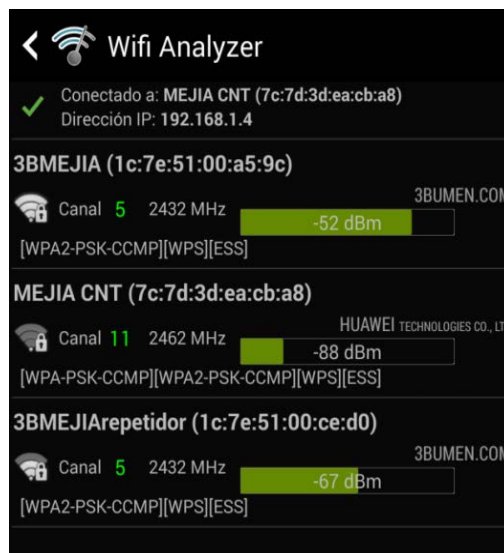 Wifi Analyzer
Conectado a: MEJIA CNT (7c:7d:3d:ea:cb:a8)
Dirección IP: 192.168.1.4
3BMEJIA (1c:7e:51:00:a5:9c)
3BUMEN.COM
Canal 5 2432 MHz -52 dBm
[WPA2-PSK-CCMP][WPS][ESS]
MEJIA CNT (7c:7d:3d:ea:cb:a8)
HUAWEI TECHNOLOGIES CO., LT
Canal 11 2462 MHz -88 dBm
[WPA-PSK-CCMP][WPA2-PSK-CCMP][WPS][ESS]
3BMEJIArepetidor (1c:7e:51:00:ce:d0)
3BUMEN.COM
Canal 5 2432 MHz -67 dBm
[WPA2-PSK-CCMP][WPS][ESS]